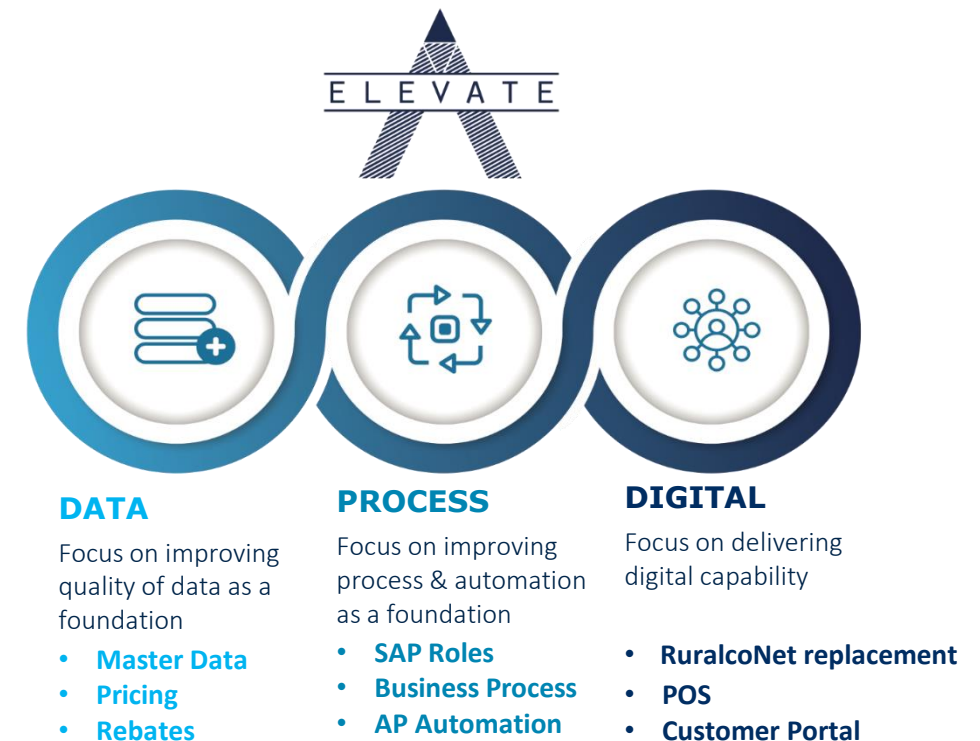 ELEVATE
DATA
Focus on improving
quality of data as a
foundation
• Master Data
• Pricing
• Rebates
PROCESS
Focus on improving
process & automation
as a foundation
• SAP Roles
• Business Process
• AP Automation
DIGITAL
Focus on delivering
digital capability
• RuralcoNet replacement
• POS
• Customer Portal